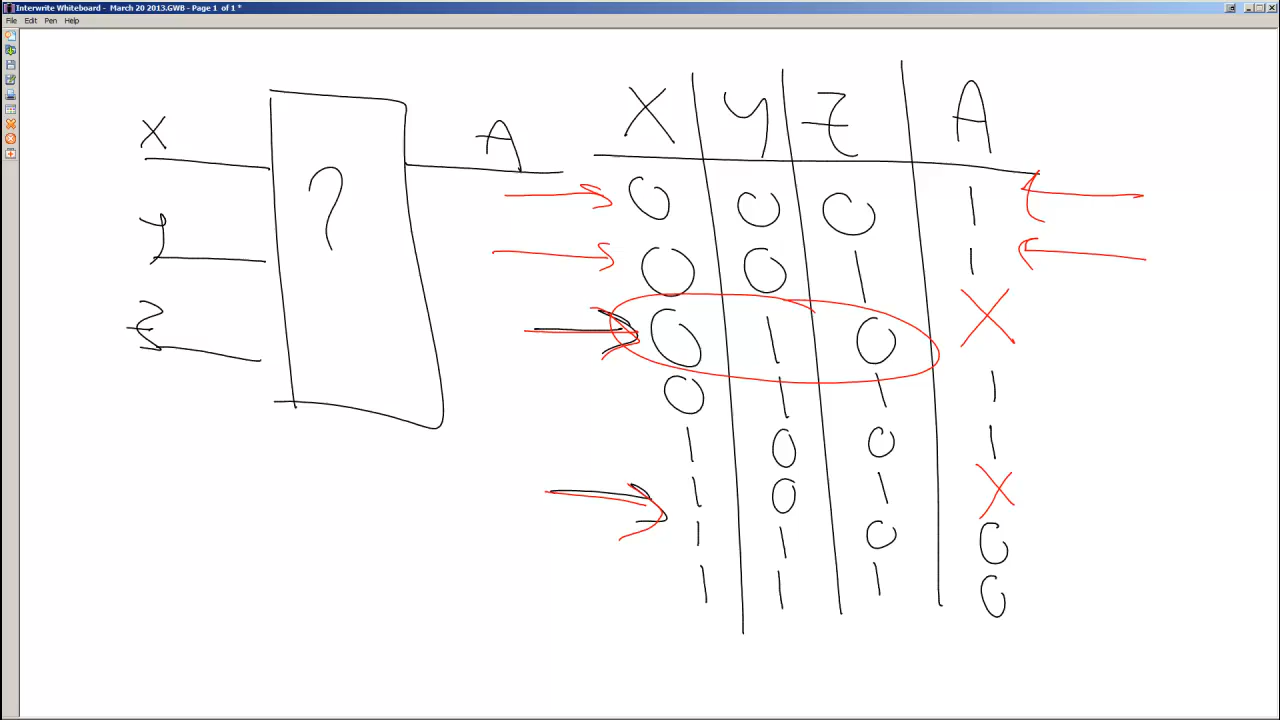 Interwrite Whiteboard - March 20 2013.GWB - Page 1 of 1 *
File Edit Pen Help
X
Y
Z
?
A
X Y Z A
0 0 0 1
0 0 1 1
0 1 0 X
0 1 1 1
1 0 0 1
1 0 1 X
1 1 0 0
1 1 1 0